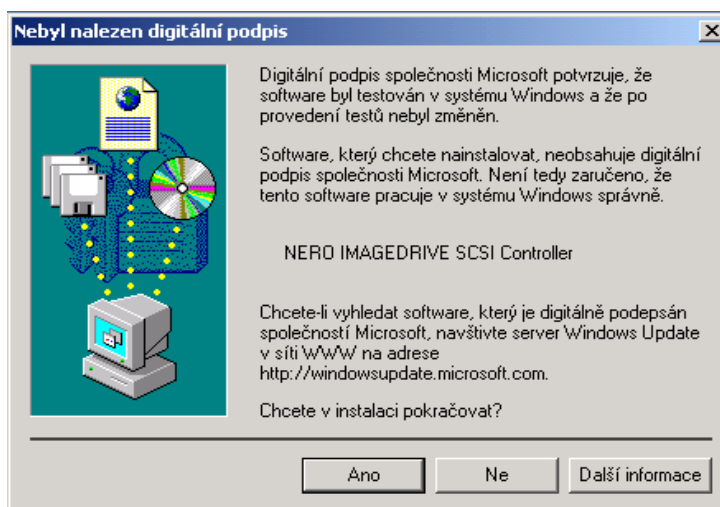 Nebyl nalezen digitální podpis
Digitální podpis společnosti Microsoft potvrzuje, že
software byl testován v systému Windows a že po
provedení testů nebyl změněn.
Software, který chcete nainstalovat, neobsahuje digitální
podpis společnosti Microsoft. Není tedy zaručeno, že
tento software pracuje v systému Windows správně.
NERO IMAGEDRIVE SCSI Controller
Chcete-li vyhledat software, který je digitálně podepsán
společností Microsoft, navštivte server Windows Update
v síti WWW na adrese
http://windowsupdate.microsoft.com.
Chcete v instalaci pokračovat?
Ano
Ne
Další informace